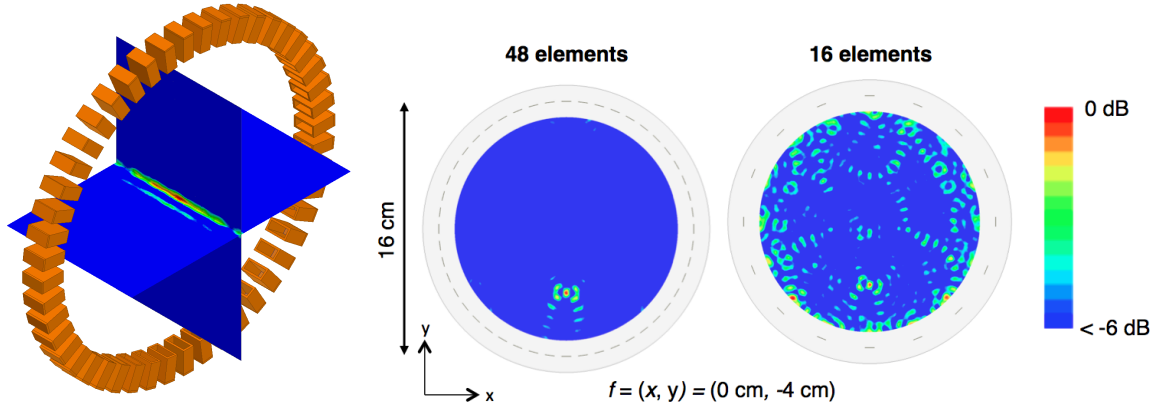 48 elements
16 elements
0 dB
16 cm
< -6 dB
y
x
f = (x, y) = (0 cm, -4 cm)